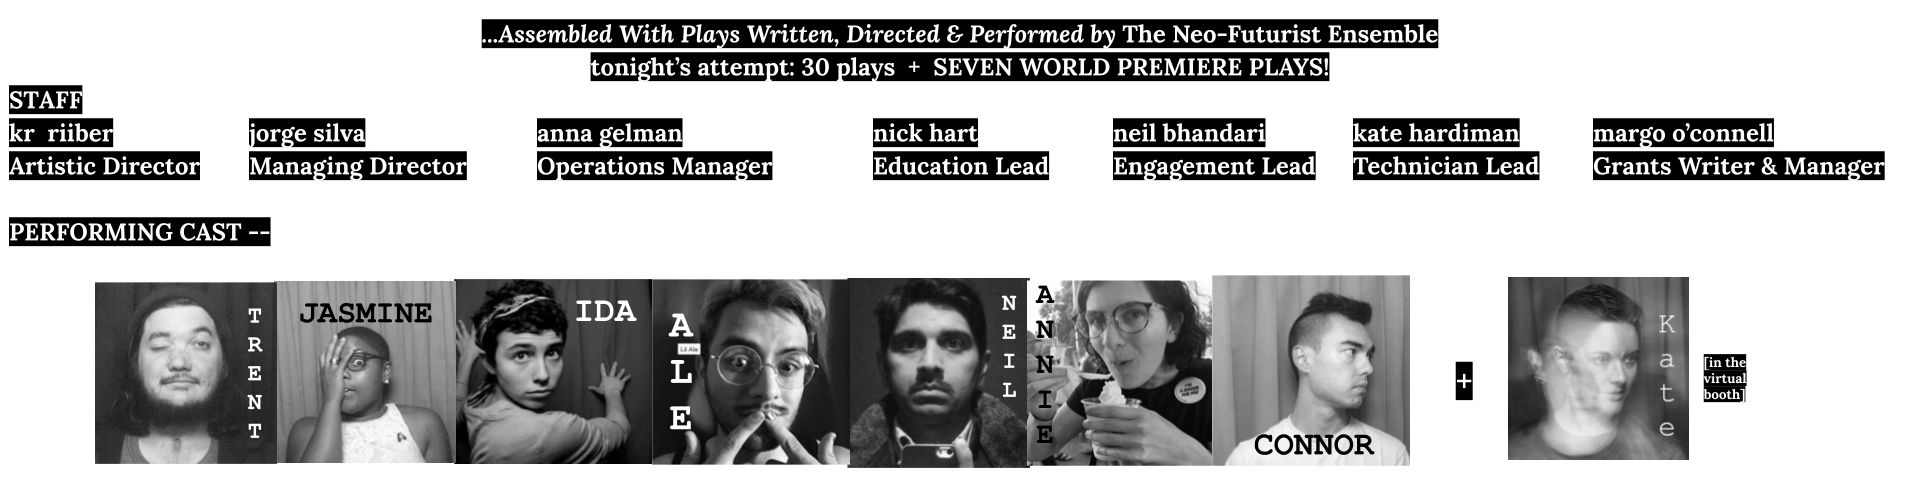 ...Assembled With Plays Written, Directed & Performed by The Neo-Futurist Ensemble
tonight's attempt: 30 plays + SEVEN WORLD PREMIERE PLAYS!
STAFF
kr riiber jorge silva anna gelman nick hart neil bhandari kate hardiman margo o'connell
Artistic Director Managing Director Operations Manager Education Lead Engagement Lead Technician Lead Grants Writer & Manager
PERFORMING CAST --
TRENT
JASMINE
IDA
ALE
Lil Ale
NEIL
ANNIE
CONNOR
+
Kate
[in the
virtual
booth]